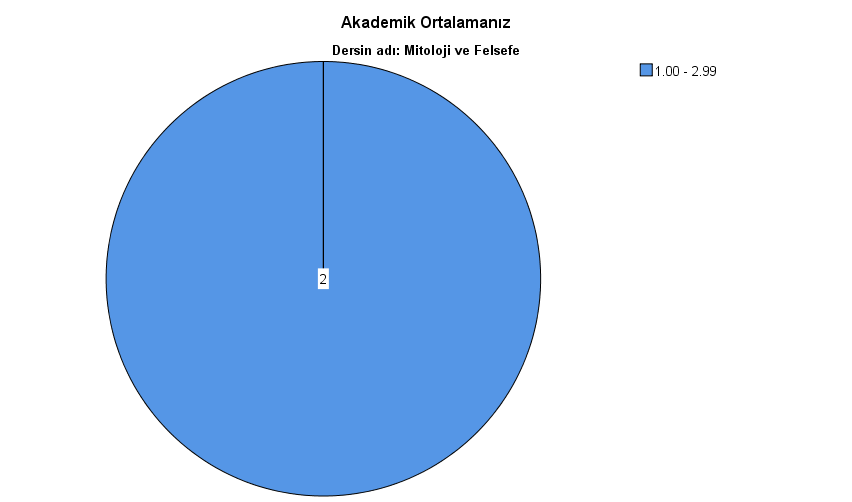 Akademik Ortalamanız
Dersin adı: Mitoloji ve Felsefe
1.00 - 2.99
2